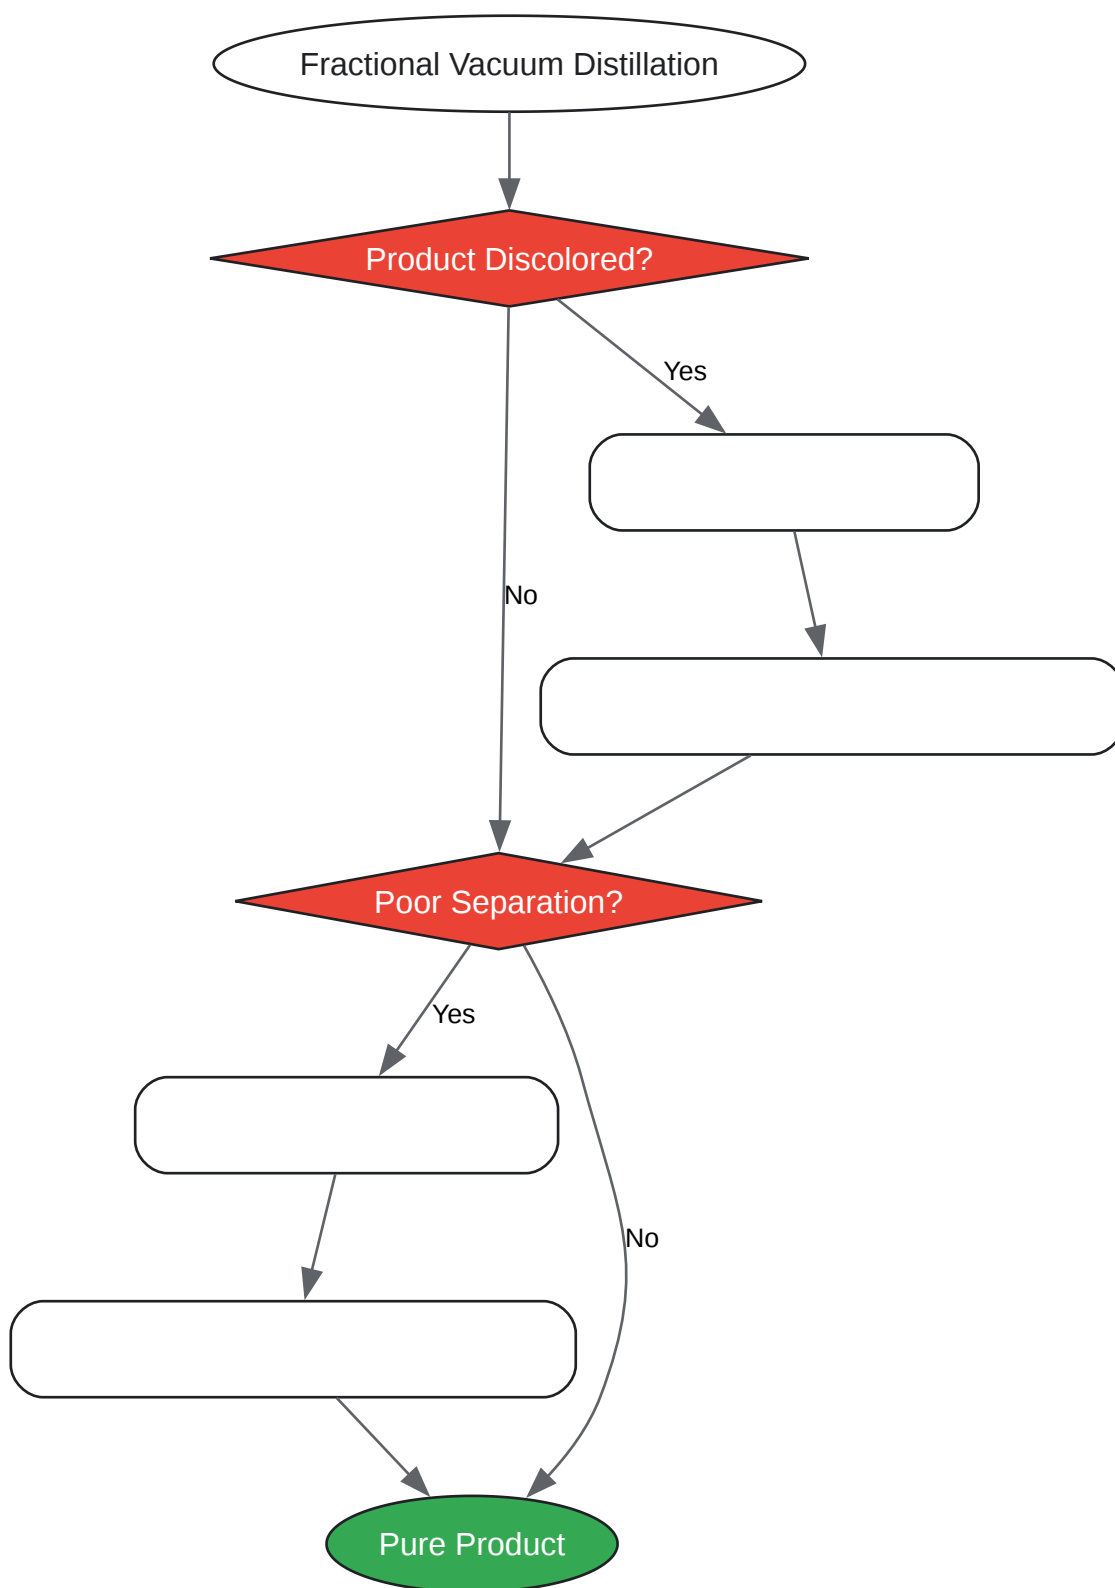 Fractional Vacuum Distillation
Product Discolored?
Yes
No
Poor Separation?
Yes
No
Pure Product